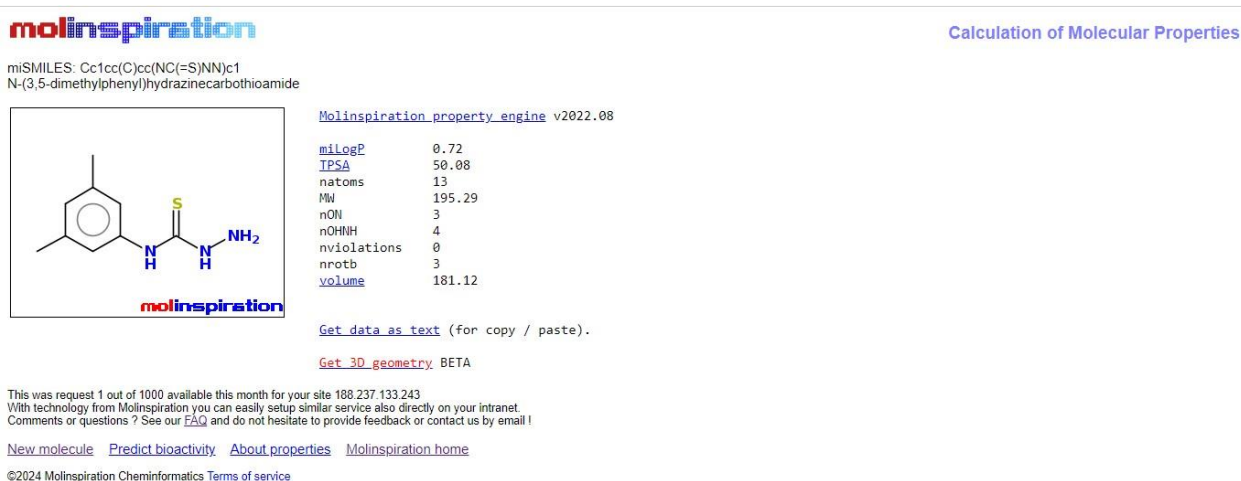 molinspiration
Calculation of Molecular Properties
miSMILES: Cc1cc(C)cc(NC(=S)NN)c1
N-(3,5-dimethylphenyl)hydrazinecarbothioamide
S
NH2
N
H
N
H
molinspiration
Molinspiration property engine v2022.08
miLogP 0.72
TPSA 50.08
natoms 13
MW 195.29
nON 3
nOHNH 4
nviolations 0
nrotb 3
volume 181.12
Get data as text (for copy / paste).
Get 3D geometry BETA
This was request 1 out of 1000 available this month for your site 188.237.133.243
With technology from Molinspiration you can easily setup similar service also directly on your intranet.
Comments or questions ? See our FAQ and do not hesitate to provide feedback or contact us by email !
New molecule Predict bioactivity About properties Molinspiration home
©2024 Molinspiration Cheminformatics Terms of service